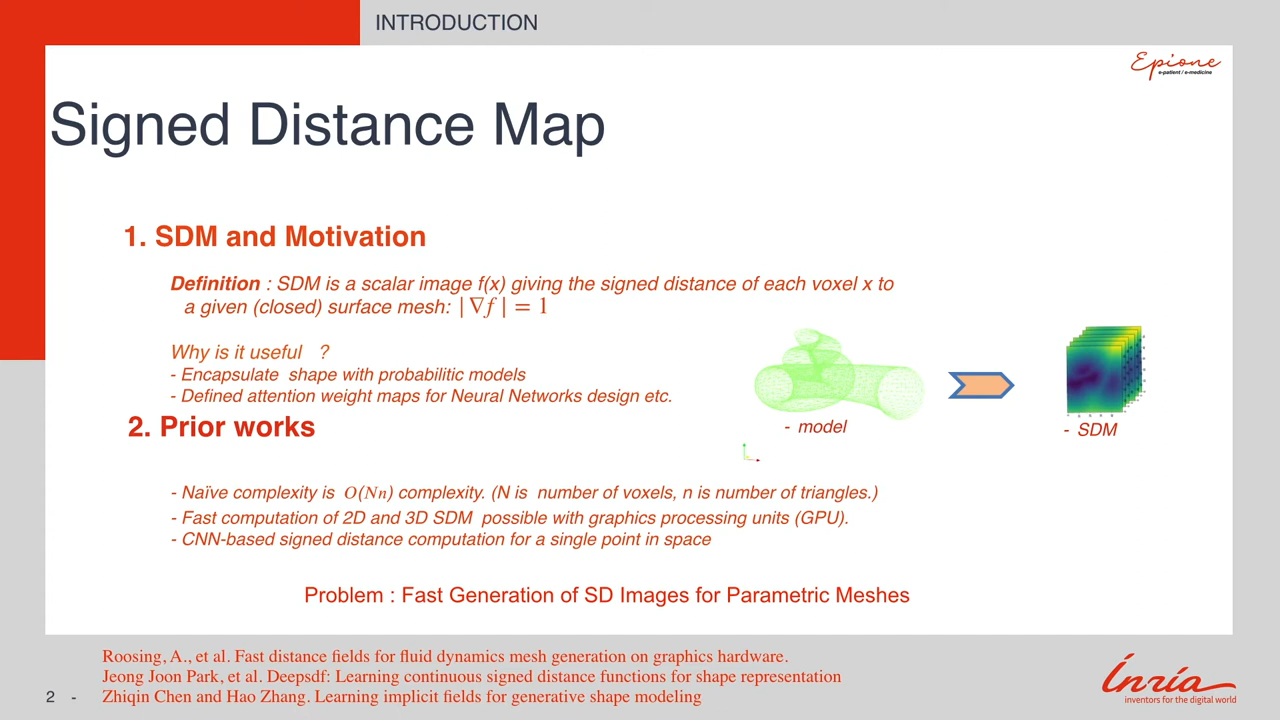 INTRODUCTION
Epione
e-patient / e-medicine
Signed Distance Map
1. SDM and Motivation
Definition : SDM is a scalar image f(x) giving the signed distance of each voxel x to
a given (closed) surface mesh: |∇f| = 1
Why is it useful ?
- Encapsulate shape with probabilitic models
- Defined attention weight maps for Neural Networks design etc.
- model
- SDM
2. Prior works
- Naïve complexity is O(Nn) complexity. (N is number of voxels, n is number of triangles.)
- Fast computation of 2D and 3D SDM possible with graphics processing units (GPU).
- CNN-based signed distance computation for a single point in space
Problem : Fast Generation of SD Images for Parametric Meshes
Roosing, A., et al. Fast distance fields for fluid dynamics mesh generation on graphics hardware.
Jeong Joon Park, et al. Deepsdf: Learning continuous signed distance functions for shape representation
Zhiqin Chen and Hao Zhang. Learning implicit fields for generative shape modeling
2 -
Inria
inventors for the digital world